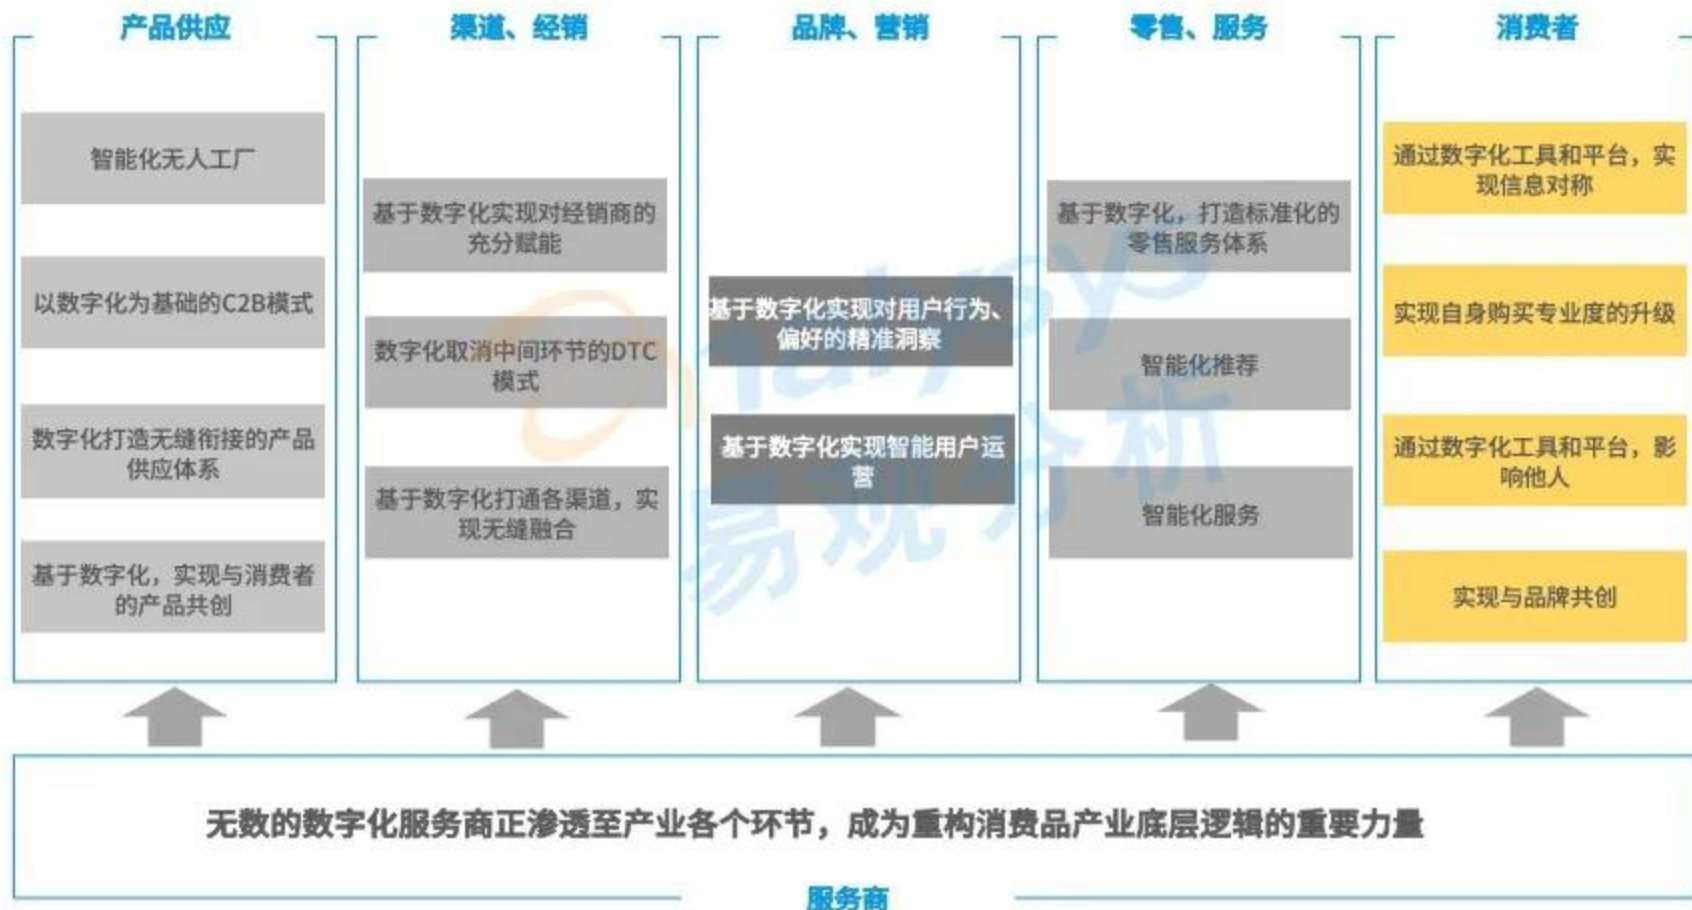 产品供应
智能化无人工厂
以数字化为基础的C2B模式
数字化打造无缝衔接的产品
供应体系
基于数字化，实现与消费者
的产品共创
渠道、经销
基于数字化实现对经销商的
充分赋能
数字化取消中间环节的DTC
模式
基于数字化打通各渠道，实
现无缝融合
品牌、营销
基于数字化实现对用户行为、
偏好的精准洞察
基于数字化实现智能用户运
营
零售、服务
基于数字化，打造标准化的
零售服务体系
智能化推荐
智能化服务
消费者
通过数字化工具和平台，实
现信息对称
实现自身购买专业度的升级
通过数字化工具和平台，影
响他人
实现与品牌共创
无数的数字化服务商正渗透至产业各个环节，成为重构消费品产业底层逻辑的重要力量
服务商
nalysys
易观分析